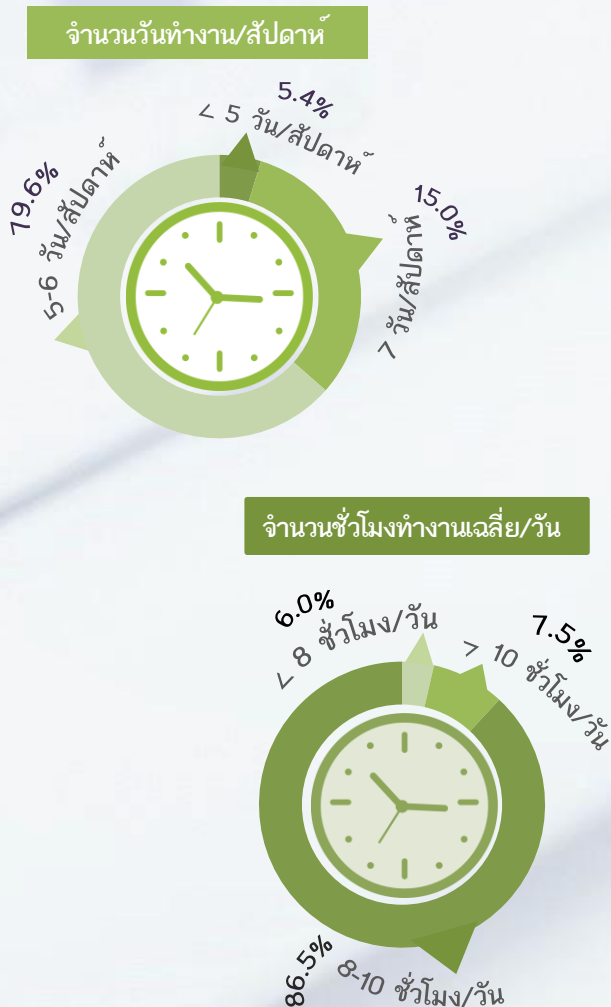 จำนวนวันทำงาน/สัปดาห์
5.4%
< 5 วัน/สัปดาห์
15.0%
7 วัน/สัปดาห์
79.6%
5-6 วัน/สัปดาห์
จำนวนชั่วโมงทำงานเฉลี่ย/วัน
6.0%
< 8 ชั่วโมง/วัน
7.5%
> 10 ชั่วโมง/วัน
86.5%
8-10 ชั่วโมง/วัน